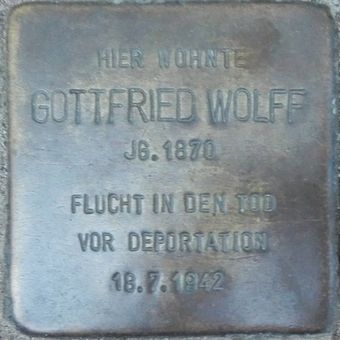 HIER WOHNTE
GOTTFRIED WOLFF
JG. 1870
FLUCHT IN DEN TOD
VOR DEPORTATION
18.7.1942